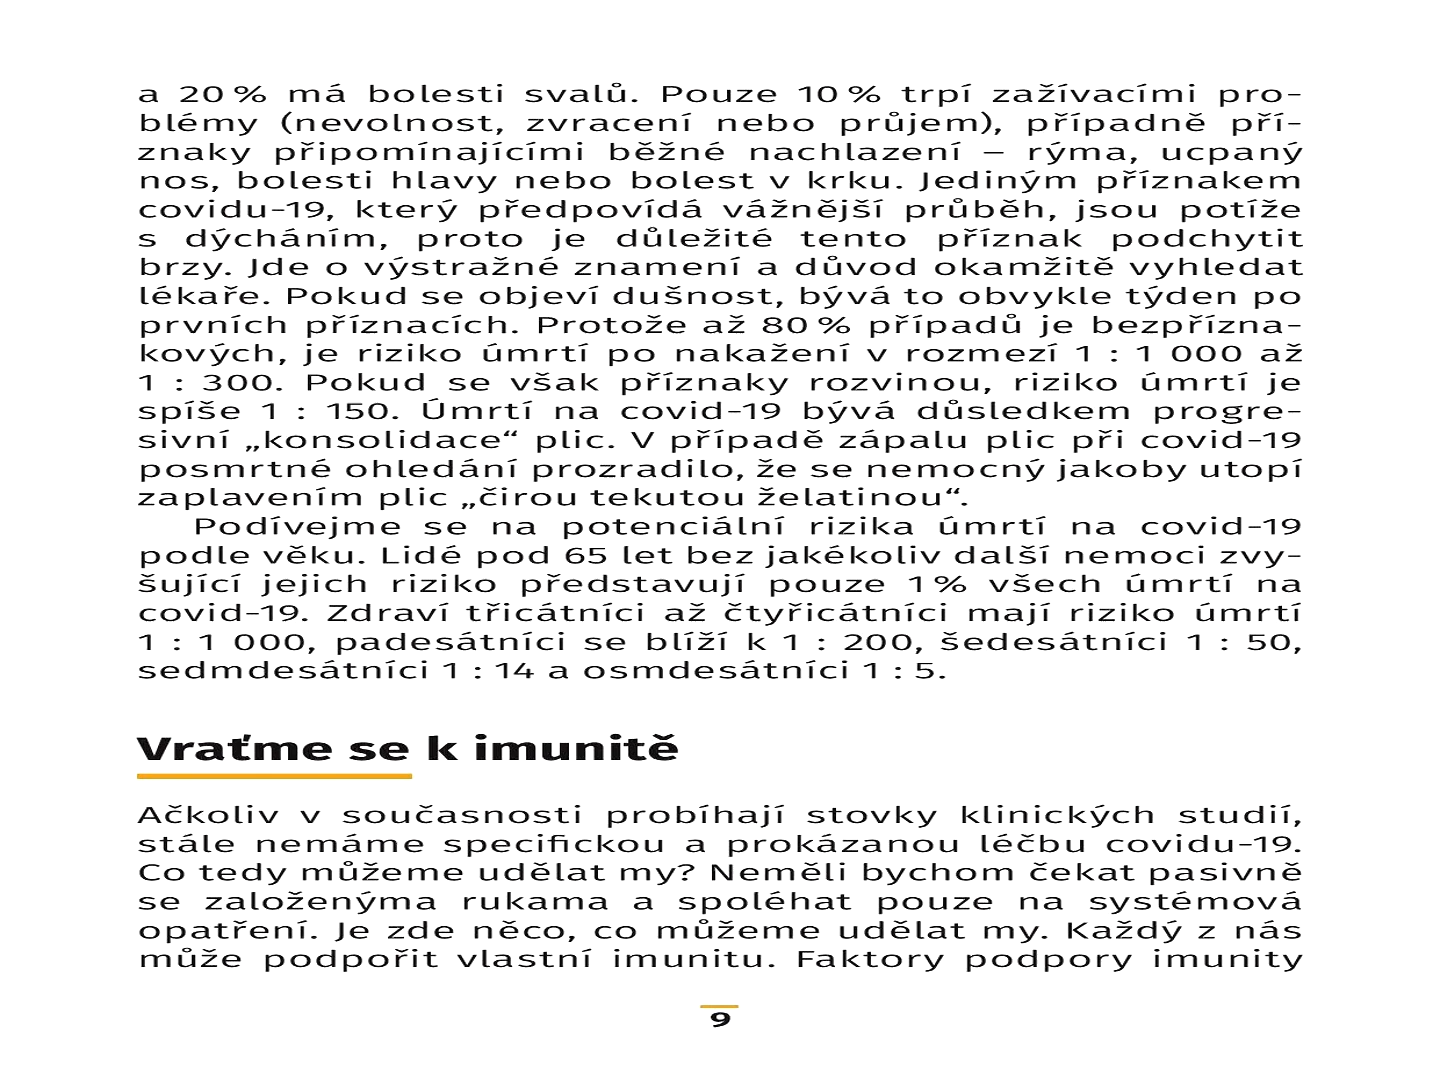 a 20 % má bolesti svalů. Pouze 10 % trpí zažívacími pro-
blémy (nevolnost, zvracení nebo průjem), případně pří-
znaky připomínajícími běžné nachlazení – rýma, ucpaný
nos, bolesti hlavy nebo bolest v krku. Jediným příznakem
covidu-19, který předpovídá vážnější průběh, jsou potíže
s dýcháním, proto je důležité tento příznak podchytit
brzy. Jde o výstražné znamení a důvod okamžitě vyhledat
lékaře. Pokud se objeví dušnost, bývá to obvykle týden po
prvních příznacích. Protože až 80 % případů je bezpřízna-
kových, je riziko úmrtí po nakažení v rozmezí 1 : 1 000 až
1 : 300. Pokud se však příznaky rozvinou, riziko úmrtí je
spíše 1 : 150. Úmrtí na covid-19 bývá důsledkem progre-
sivní „konsolidace“ plic. V případě zápalu plic při covid-19
posmrtné ohledání prozradilo, že se nemocný jakoby utopí
zaplavením plic „čirou tekutou želatinou“.
Podívejme se na potenciální rizika úmrtí na covid-19
podle věku. Lidé pod 65 let bez jakékoliv další nemoci zvy-
šující jejich riziko představují pouze 1 % všech úmrtí na
covid-19. Zdraví třicátníci až čtyřicátníci mají riziko úmrtí
1 : 1 000, padesátníci se blíží k 1 : 200, šedesátníci 1 : 50,
sedmdesátníci 1 : 14 a osmdesátníci 1 : 5.
Vraťme se k imunitě
Ačkoliv v současnosti probíhají stovky klinických studií,
stále nemáme specifickou a prokázanou léčbu covidu-19.
Co tedy můžeme udělat my? Neměli bychom čekat pasivně
se založenýma rukama a spoléhat pouze na systémová
opatření. Je zde něco, co můžeme udělat my. Každý z nás
může podpořit vlastní imunitu. Faktory podpory imunity
9